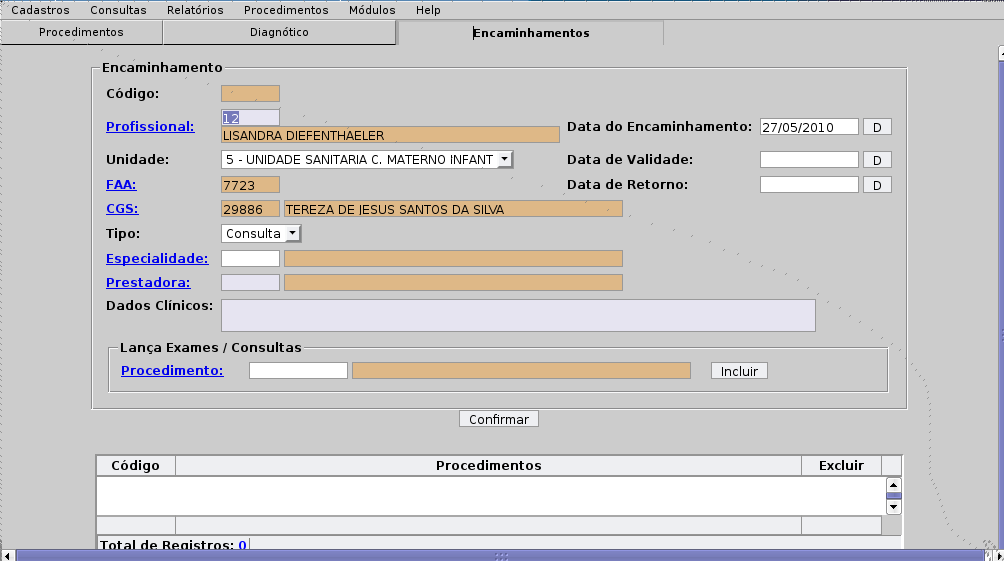 Cadastros Consultas Relatórios Procedimentos Módulos Help
Procedimentos Diagnótico Encaminhamentos
Encaminhamento
Código:
Profissional: 12
LISANDRA DIEFENTHAELER
Data do Encaminhamento: 27/05/2010 D
Unidade: 5 - UNIDADE SANITARIA C. MATERNO INFANT
Data de Validade: D
FAA: 7723
Data de Retorno: D
CGS: 29886 TEREZA DE JESUS SANTOS DA SILVA
Tipo: Consulta
Especialidade:
Prestadora:
Dados Clínicos:
Lança Exames / Consultas
Procedimento: Incluir
Confirmar
Código Procedimentos Excluir
Total de Registros: 0